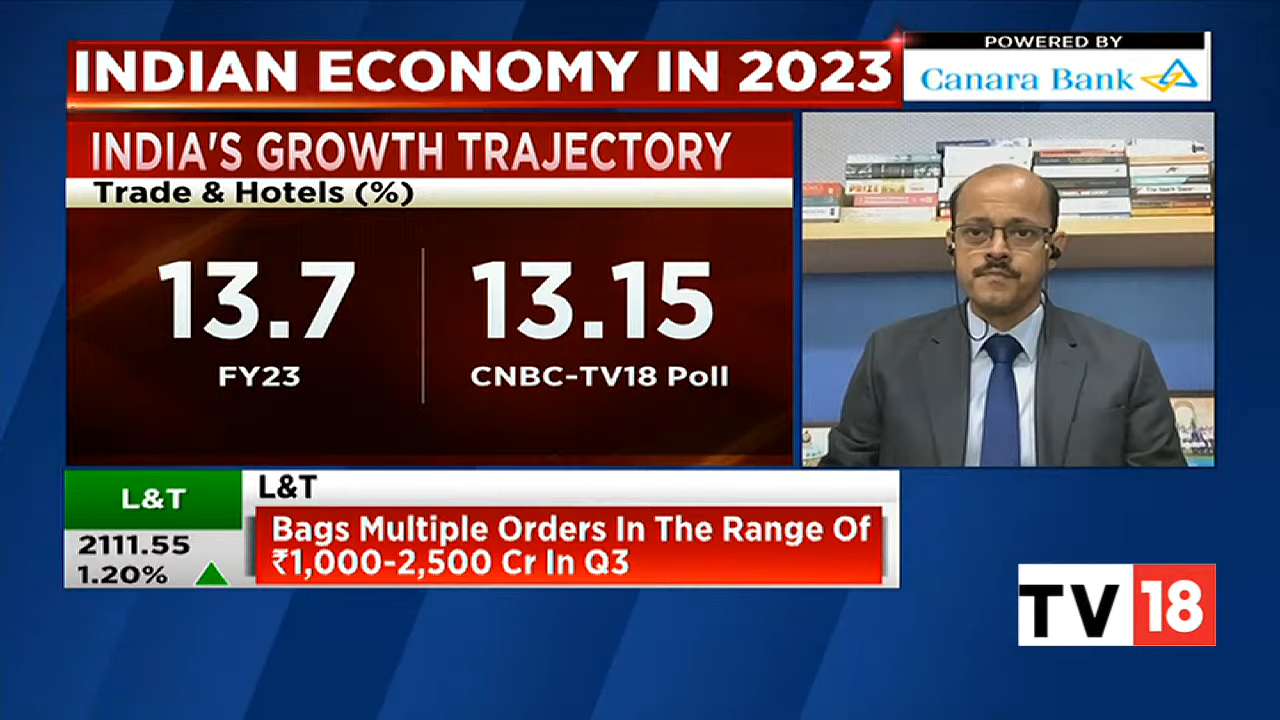 INDIAN ECONOMY IN 2023
POWERED BY
Canara Bank
INDIA'S GROWTH TRAJECTORY
Trade & Hotels (%)
13.7
FY23
13.15
CNBC-TV18 Poll
PRIZE
L&T
2111.55
1.20%
L&T
Bags Multiple Orders In The Range Of
₹1,000-2,500 Cr In Q3
TV18